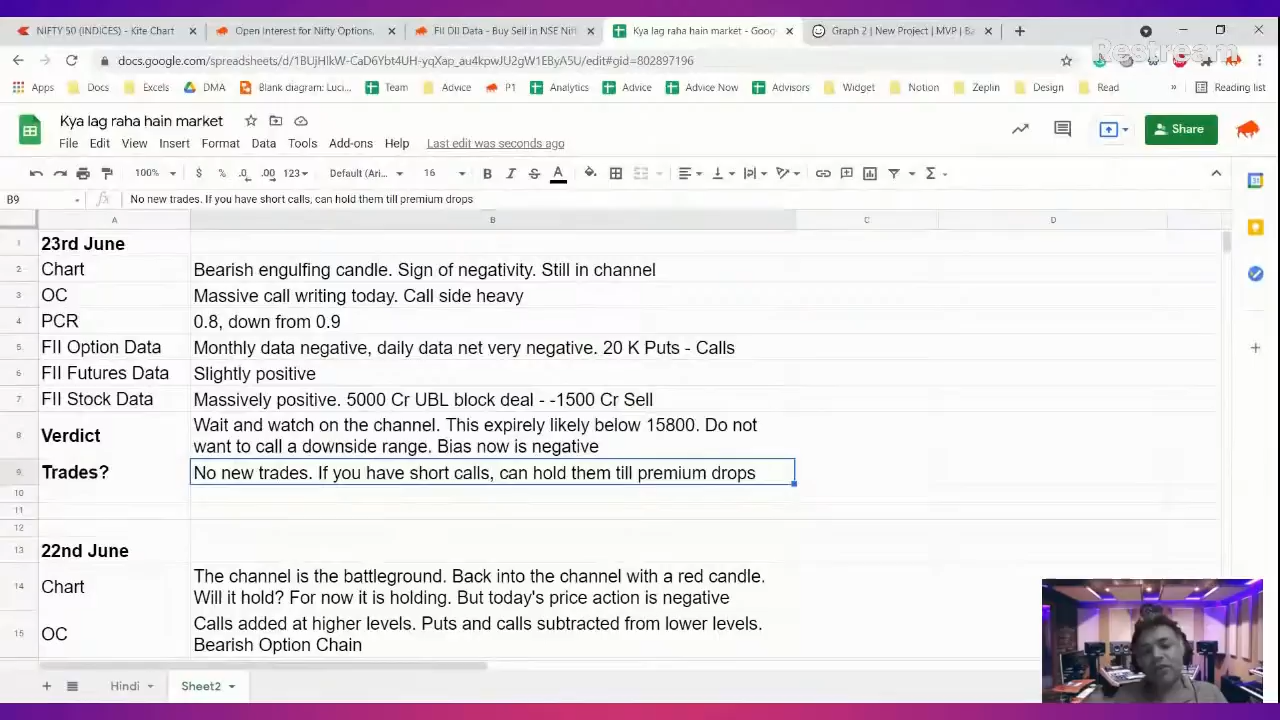 NIFTY 50 (INDICES) - Kite Chart
Open Interest for Nifty Options,
FII DII Data - Buy Sell in NSE Nift
Kya lag raha hain market - Goog
Graph 2 | New Project | MVP | Ba
Restream
Apps
Docs
Excels
DMA
Blank diagram: Luci...
Team
Advice
P1
Analytics
Advice
Advice Now
Advisors
Widget
Notion
Zeplin
Design
Read
»
Reading list
Kya lag raha hain market
File Edit View Insert Format Data Tools Add-ons Help Last edit was seconds ago
Share
100% $ % .0 .00 123 Default (Ari... 16 B I S A
B9 fx No new trades. If you have short calls, can hold them till premium drops
A B C D
1 23rd June
2 Chart Bearish engulfing candle. Sign of negativity. Still in channel
3 OC Massive call writing today. Call side heavy
4 PCR 0.8, down from 0.9
5 FII Option Data Monthly data negative, daily data net very negative. 20 K Puts - Calls
6 FII Futures Data Slightly positive
7 FII Stock Data Massively positive. 5000 Cr UBL block deal - -1500 Cr Sell
Wait and watch on the channel. This expirely likely below 15800. Do not
8 Verdict want to call a downside range. Bias now is negative
9 Trades? No new trades. If you have short calls, can hold them till premium drops
10
11
12
13 22nd June
The channel is the battleground. Back into the channel with a red candle.
14 Chart Will it hold? For now it is holding. But today's price action is negative
Calls added at higher levels. Puts and calls subtracted from lower levels.
15 OC Bearish Option Chain
Hindi Sheet2